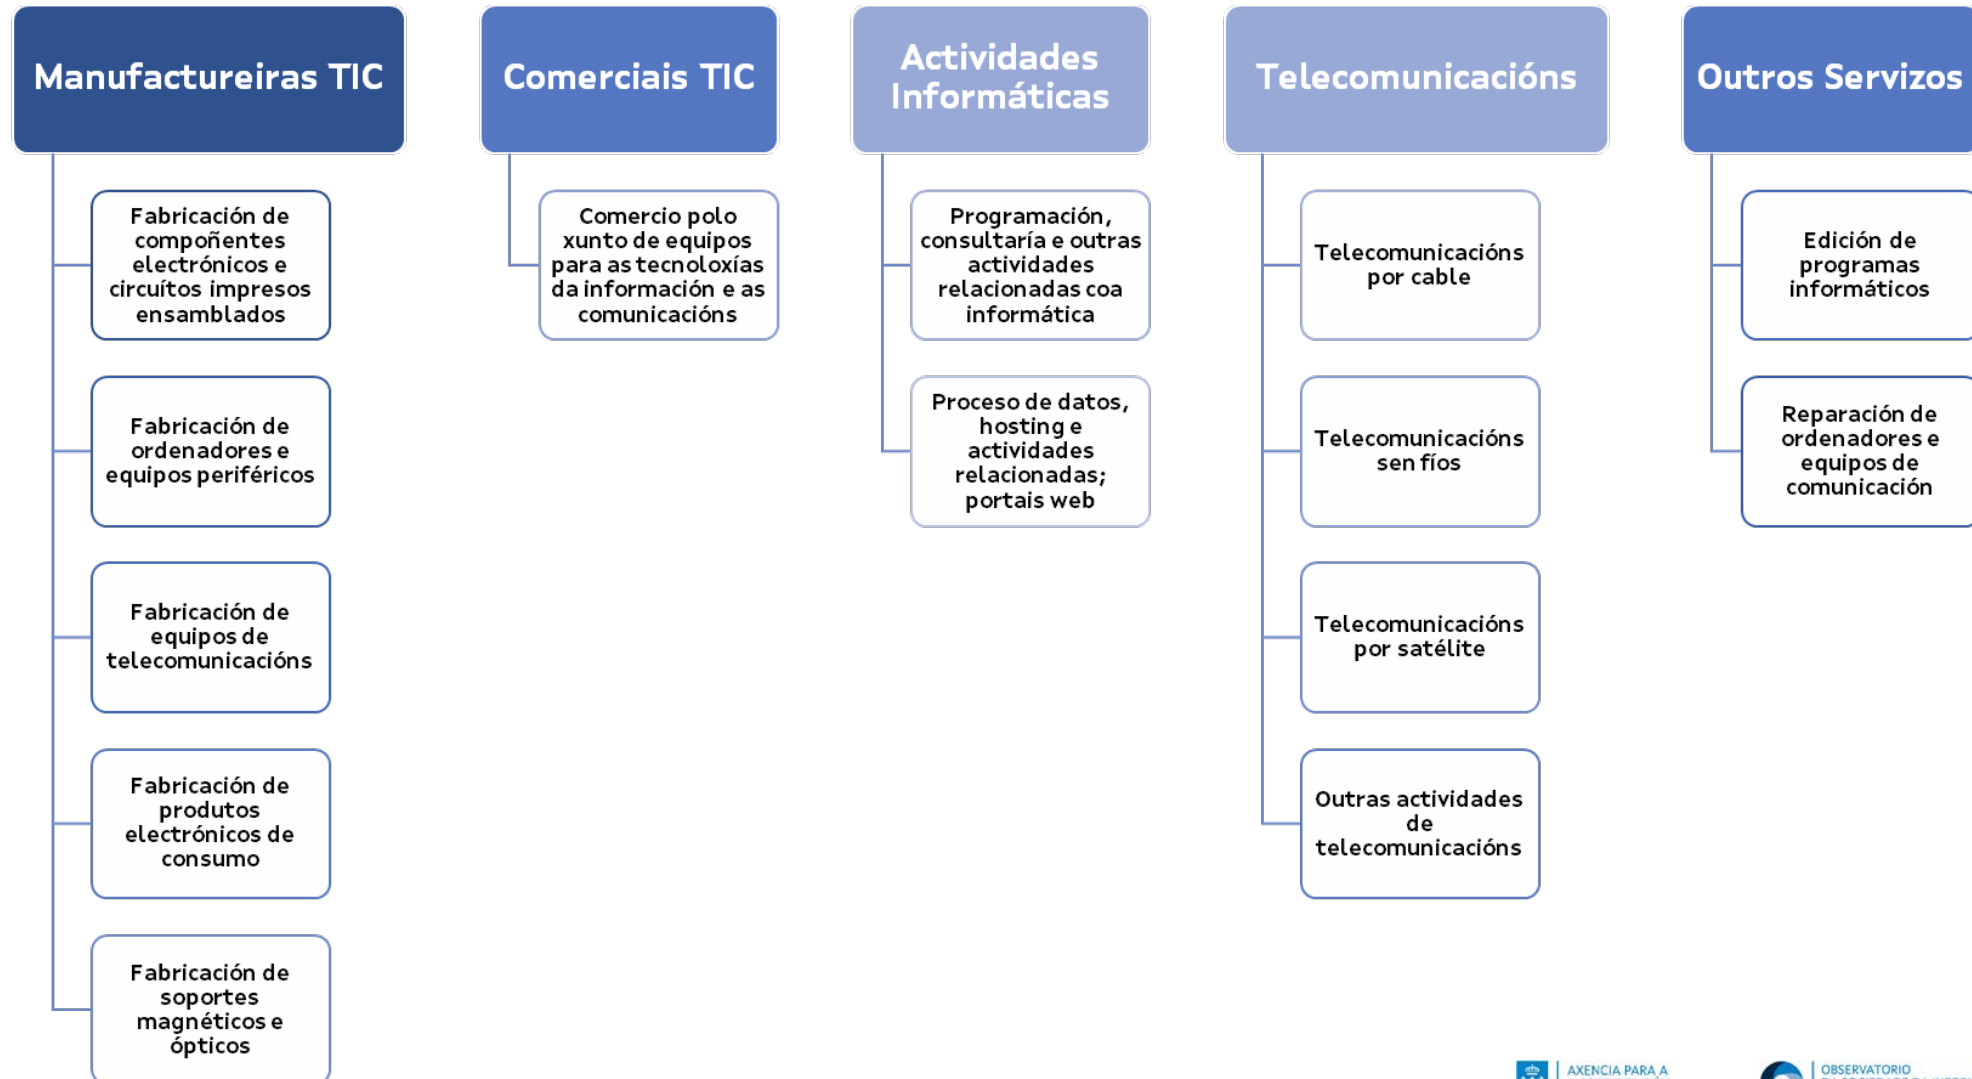 Manufactureiras TIC
Fabricación de
compoñentes
electrónicos e
circuítos impresos
ensamblados
Fabricación de
ordenadores e
equipos periféricos
Fabricación de
equipos de
telecomunicacións
Fabricación de
produtos
electrónicos de
consumo
Fabricación de
soportes
magnéticos e
ópticos
Comerciais TIC
Comercio polo
xunto de equipos
para as tecnoloxías
da información e as
comunicacións
Actividades
Informáticas
Programación,
consultaría e outras
actividades
relacionadas coa
informática
Proceso de datos,
hosting e
actividades
relacionadas;
portais web
Telecomunicacións
Telecomunicacións
por cable
Telecomunicacións
sen fíos
Telecomunicacións
por satélite
Outras actividades
de
telecomunicacións
Outros Servizos
Edición de
programas
informáticos
Reparación de
ordenadores e
equipos de
comunicación
AXENCIA PARA A
OBSERVATORIO